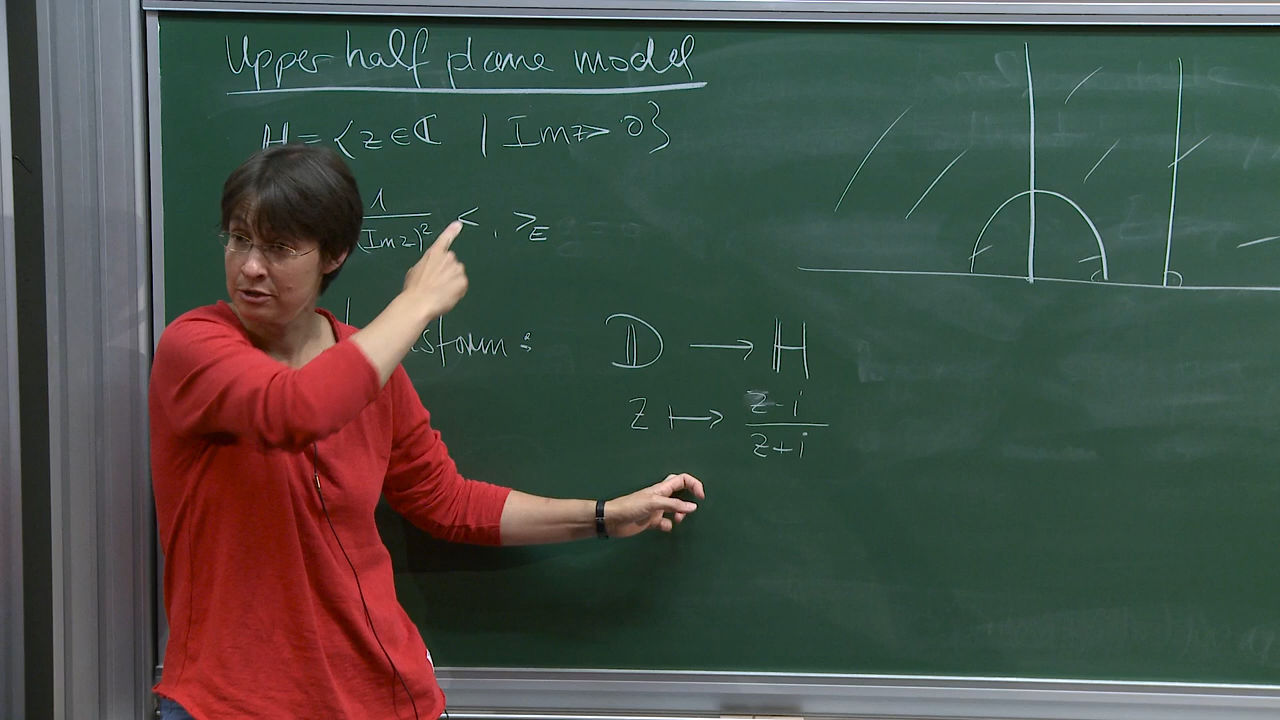 Upper half plane model
H = {z ∈ ℂ | Im z > 0}
1/(Im z)² < , >_E
𝔻 → ℍ
z ↦ (z - i)/(z + i)